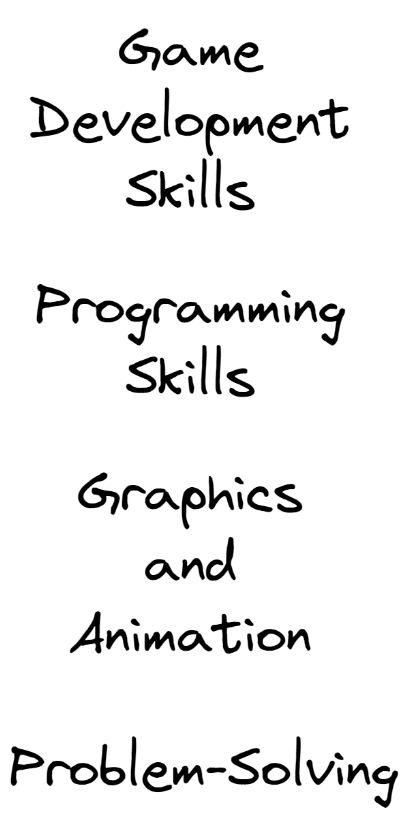 Game
Development
Skills
Programming
Skills
Graphics
and
Animation
Problem-Solving